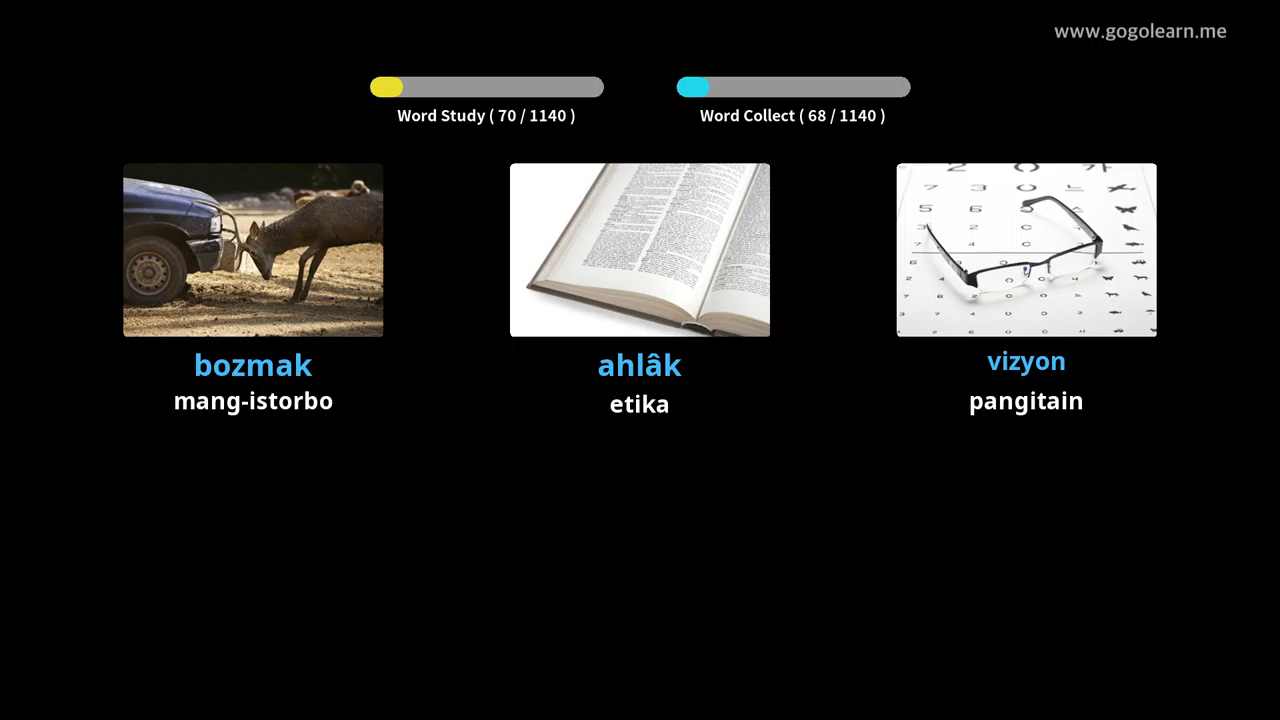 www.gogolearn.me
Word Study ( 70 / 1140 )
Word Collect ( 68 / 1140 )
bozmak
mang-istorbo
ahlâk
etika
vizyon
pangitain